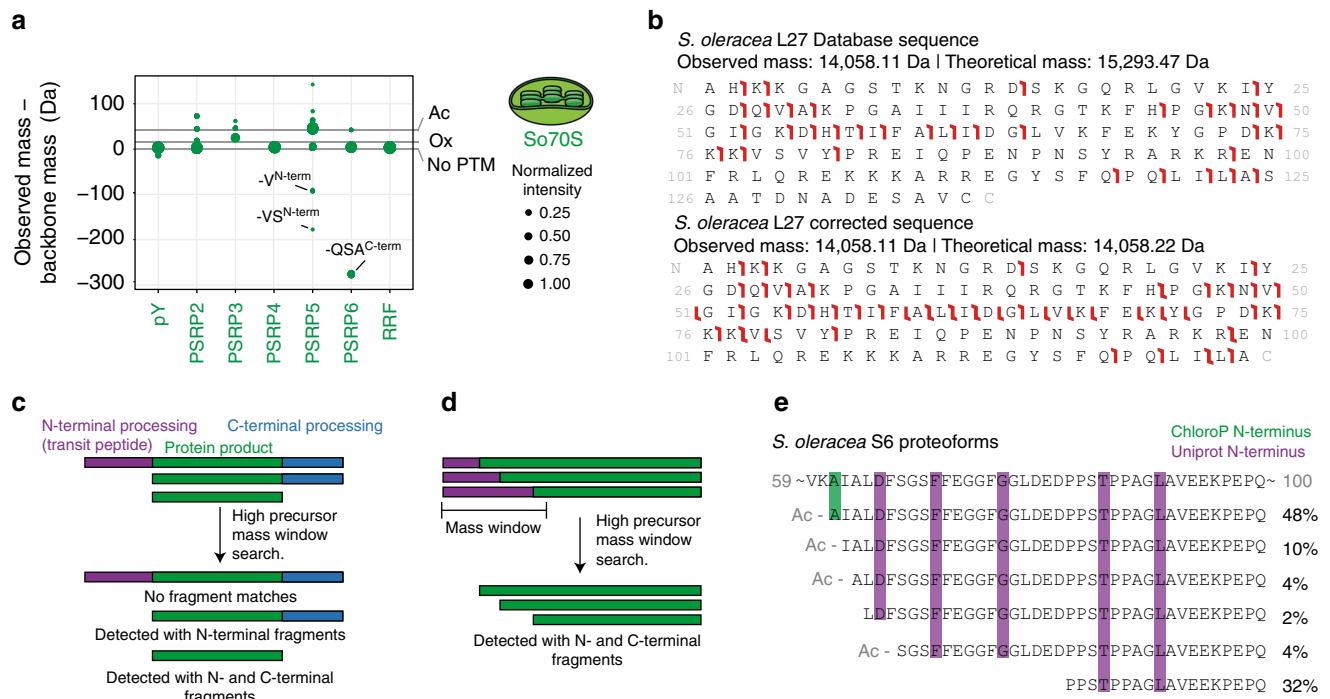 a
Observed mass –
backbone mass (Da)
100
0
−100
−200
−300
-V^N-term
-VS^N-term
-QSA^C-term
Ac
Ox
No PTM
pY
PSRP2
PSRP3
PSRP4
PSRP5
PSRP6
RRF
So70S
Normalized
intensity
0.25
0.50
0.75
1.00
b
S. oleracea L27 Database sequence
Observed mass: 14,058.11 Da | Theoretical mass: 15,293.47 Da
N A H K K G A G S T K N G R D S K G Q R L G V K I Y 25
26 G D Q V A K P G A I I I R Q R G T K F H P G K N V 50
51 G I G K D H T I F A L I D G L V K F E K Y G P D K 75
76 K K V S V Y P R E I Q P E N P N S Y R A R K R E N 100
101 F R L Q R E K K K A R R E G Y S F Q P Q L I L A S 125
126 A A T D N A D E S A V C C
S. oleracea L27 corrected sequence
Observed mass: 14,058.11 Da | Theoretical mass: 14,058.22 Da
N A H K K G A G S T K N G R D S K G Q R L G V K I Y 25
26 G D Q V A K P G A I I I R Q R G T K F H P G K N V 50
51 G I G K D H T I F A L I D G L V K F E K Y G P D K 75
76 K K V S V Y P R E I Q P E N P N S Y R A R K R E N 100
101 F R L Q R E K K K A R R E G Y S F Q P Q L I L A C
c
N-terminal processing
(transit peptide)
C-terminal processing
Protein product
High precursor
mass window
search.
No fragment matches
Detected with N-terminal fragments
Detected with N- and C-terminal
fragments
d
Mass window
High precursor
mass window
search.
Detected with N- and C-terminal
fragments
e
S. oleracea S6 proteoforms
ChloroP N-terminus
Uniprot N-terminus
59 ~VKAIALDFSGSFFEGGFGGLDEDPPSTPPAGLAVEEKPEPQ~ 100
Ac - AIALDFSGSFFEGGFGGLDEDPPSTPPAGLAVEEKPEPQ 48%
Ac - IALDFSGSFFEGGFGGLDEDPPSTPPAGLAVEEKPEPQ 10%
Ac - ALDFSGSFFEGGFGGLDEDPPSTPPAGLAVEEKPEPQ 4%
LDFSGSFFEGGFGGLDEDPPSTPPAGLAVEEKPEPQ 2%
Ac - SGSFFEGGFGGLDEDPPSTPPAGLAVEEKPEPQ 4%
PPSTPPAGLAVEEKPEPQ 32%